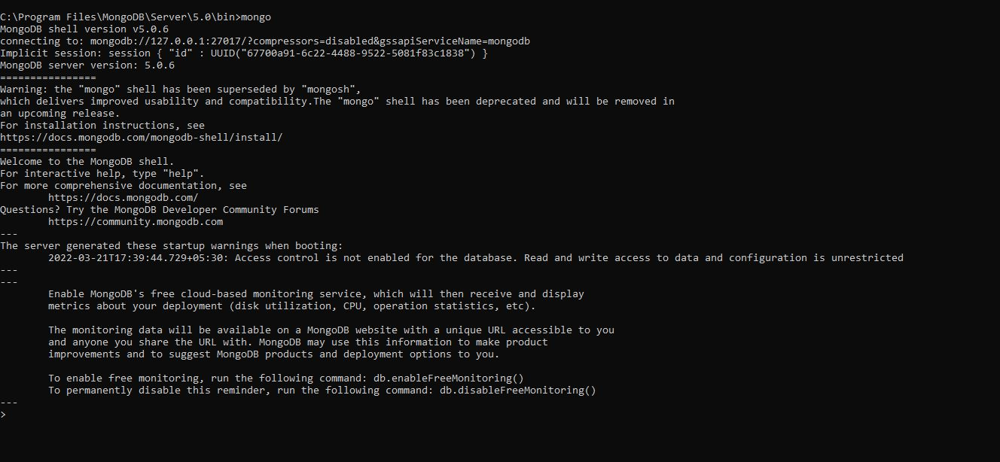 C:\Program Files\MongoDB\Server\5.0\bin>mongo
MongoDB shell version v5.0.6
connecting to: mongodb://127.0.0.1:27017/?compressors=disabled&gssapiServiceName=mongodb
Implicit session: session { "id" : UUID("67700a91-6c22-4488-9522-5081f83c1838") }
MongoDB server version: 5.0.6
================
Warning: the "mongo" shell has been superseded by "mongosh",
which delivers improved usability and compatibility.The "mongo" shell has been deprecated and will be removed in
an upcoming release.
For installation instructions, see
https://docs.mongodb.com/mongodb-shell/install/
================
Welcome to the MongoDB shell.
For interactive help, type "help".
For more comprehensive documentation, see
        https://docs.mongodb.com/
Questions? Try the MongoDB Developer Community Forums
        https://community.mongodb.com
---
The server generated these startup warnings when booting:
        2022-03-21T17:39:44.729+05:30: Access control is not enabled for the database. Read and write access to data and configuration is unrestricted
---
---
        Enable MongoDB's free cloud-based monitoring service, which will then receive and display
        metrics about your deployment (disk utilization, CPU, operation statistics, etc).

        The monitoring data will be available on a MongoDB website with a unique URL accessible to you
        and anyone you share the URL with. MongoDB may use this information to make product
        improvements and to suggest MongoDB products and deployment options to you.

        To enable free monitoring, run the following command: db.enableFreeMonitoring()
        To permanently disable this reminder, run the following command: db.disableFreeMonitoring()
---
>